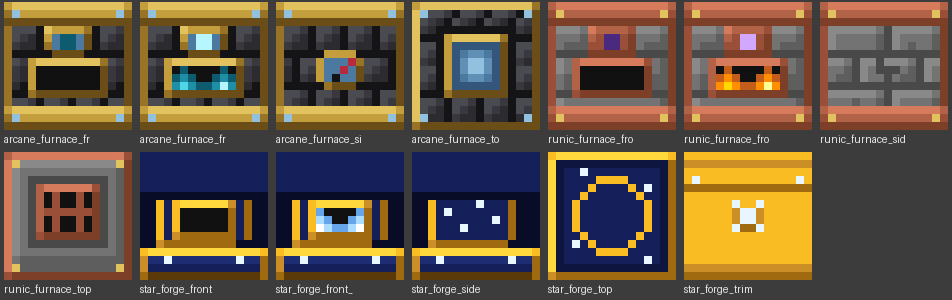 arcane_furnace_fr
arcane_furnace_fr
arcane_furnace_si
arcane_furnace_to
runic_furnace_fro
runic_furnace_fro
runic_furnace_sid
runic_furnace_top
star_forge_front
star_forge_front_
star_forge_side
star_forge_top
star_forge_trim